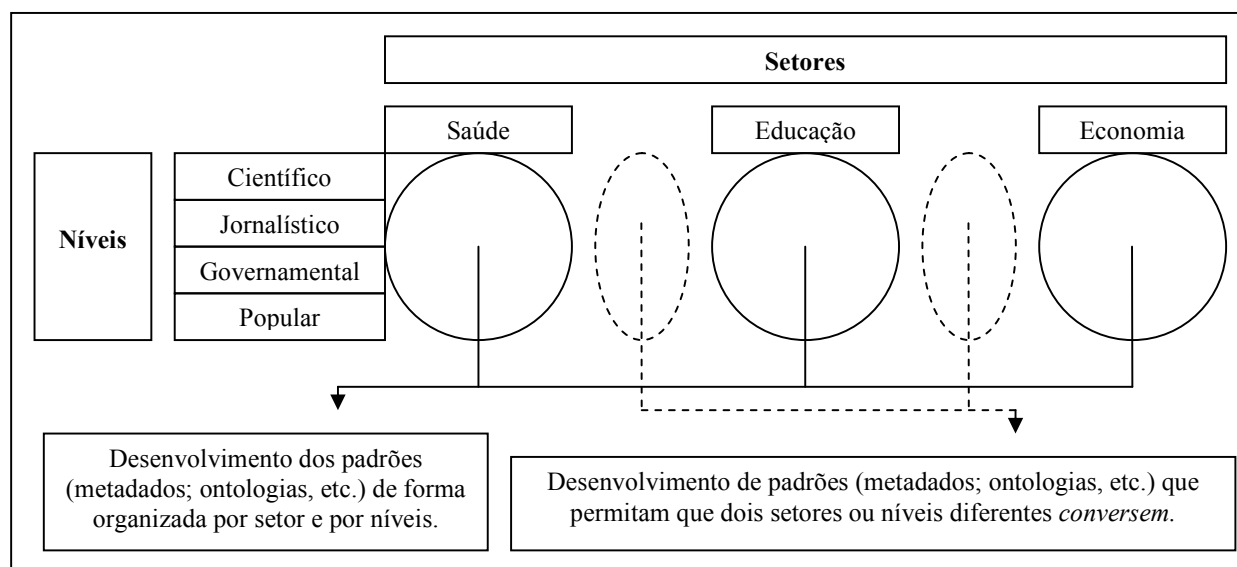 Setores
Saúde
Educação
Economia
Níveis
Científico
Jornalístico
Governamental
Popular
Desenvolvimento dos padrões
(metadados; ontologias, etc.) de forma
organizada por setor e por níveis.
Desenvolvimento de padrões (metadados; ontologias, etc.) que
permitam que dois setores ou níveis diferentes conversem.